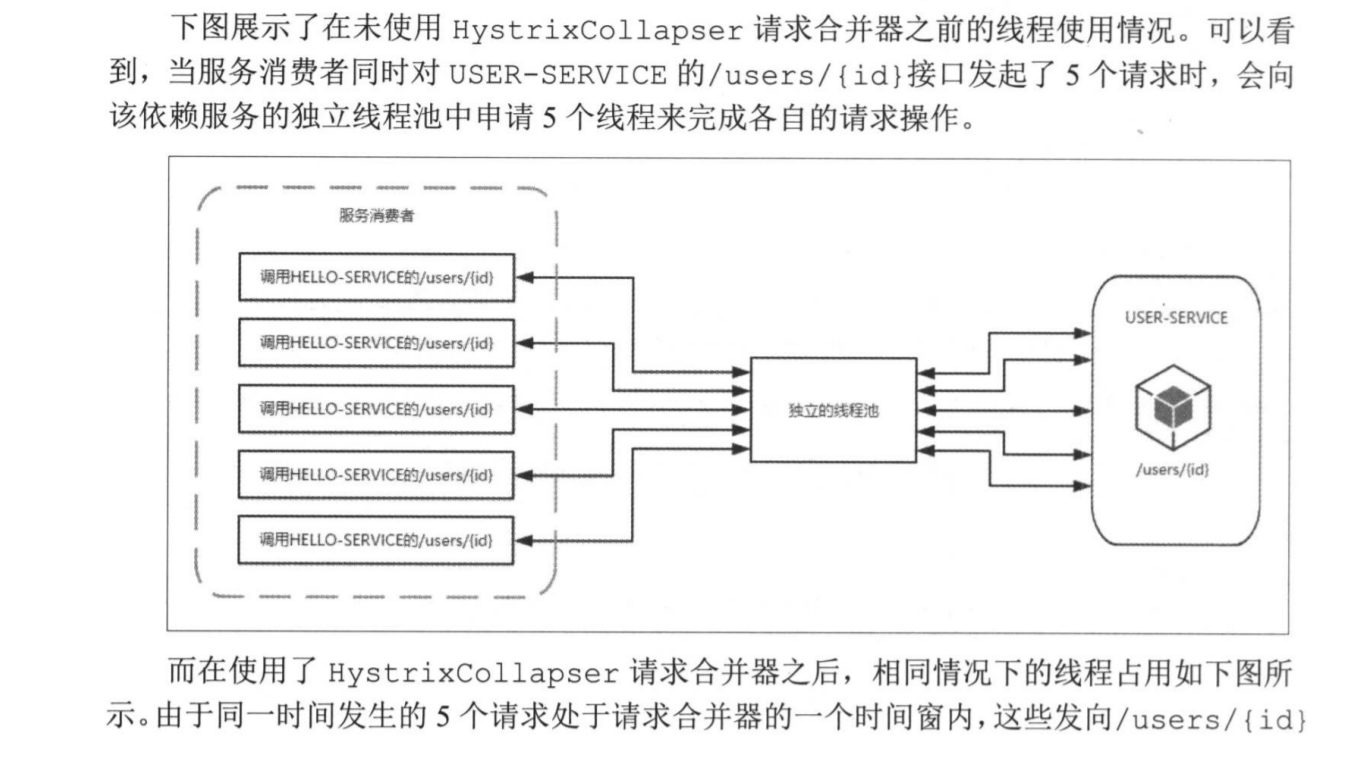 下图展示了在未使用 HystrixCollapser 请求合并器之前的线程使用情况。可以看
到，当服务消费者同时对 USER-SERVICE 的/users/{id}接口发起了 5 个请求时，会向
该依赖服务的独立线程池中申请 5 个线程来完成各自的请求操作。
服务消费者
调用HELLO-SERVICE的/users/{id}
调用HELLO-SERVICE的/users/{id}
调用HELLO-SERVICE的/users/{id}
调用HELLO-SERVICE的/users/{id}
调用HELLO-SERVICE的/users/{id}
独立的线程池
USER-SERVICE
/users/{id}
而在使用了 HystrixCollapser 请求合并器之后，相同情况下的线程占用如下图所
示。由于同一时间发生的 5 个请求处于请求合并器的一个时间窗内，这些发向/users/{id}